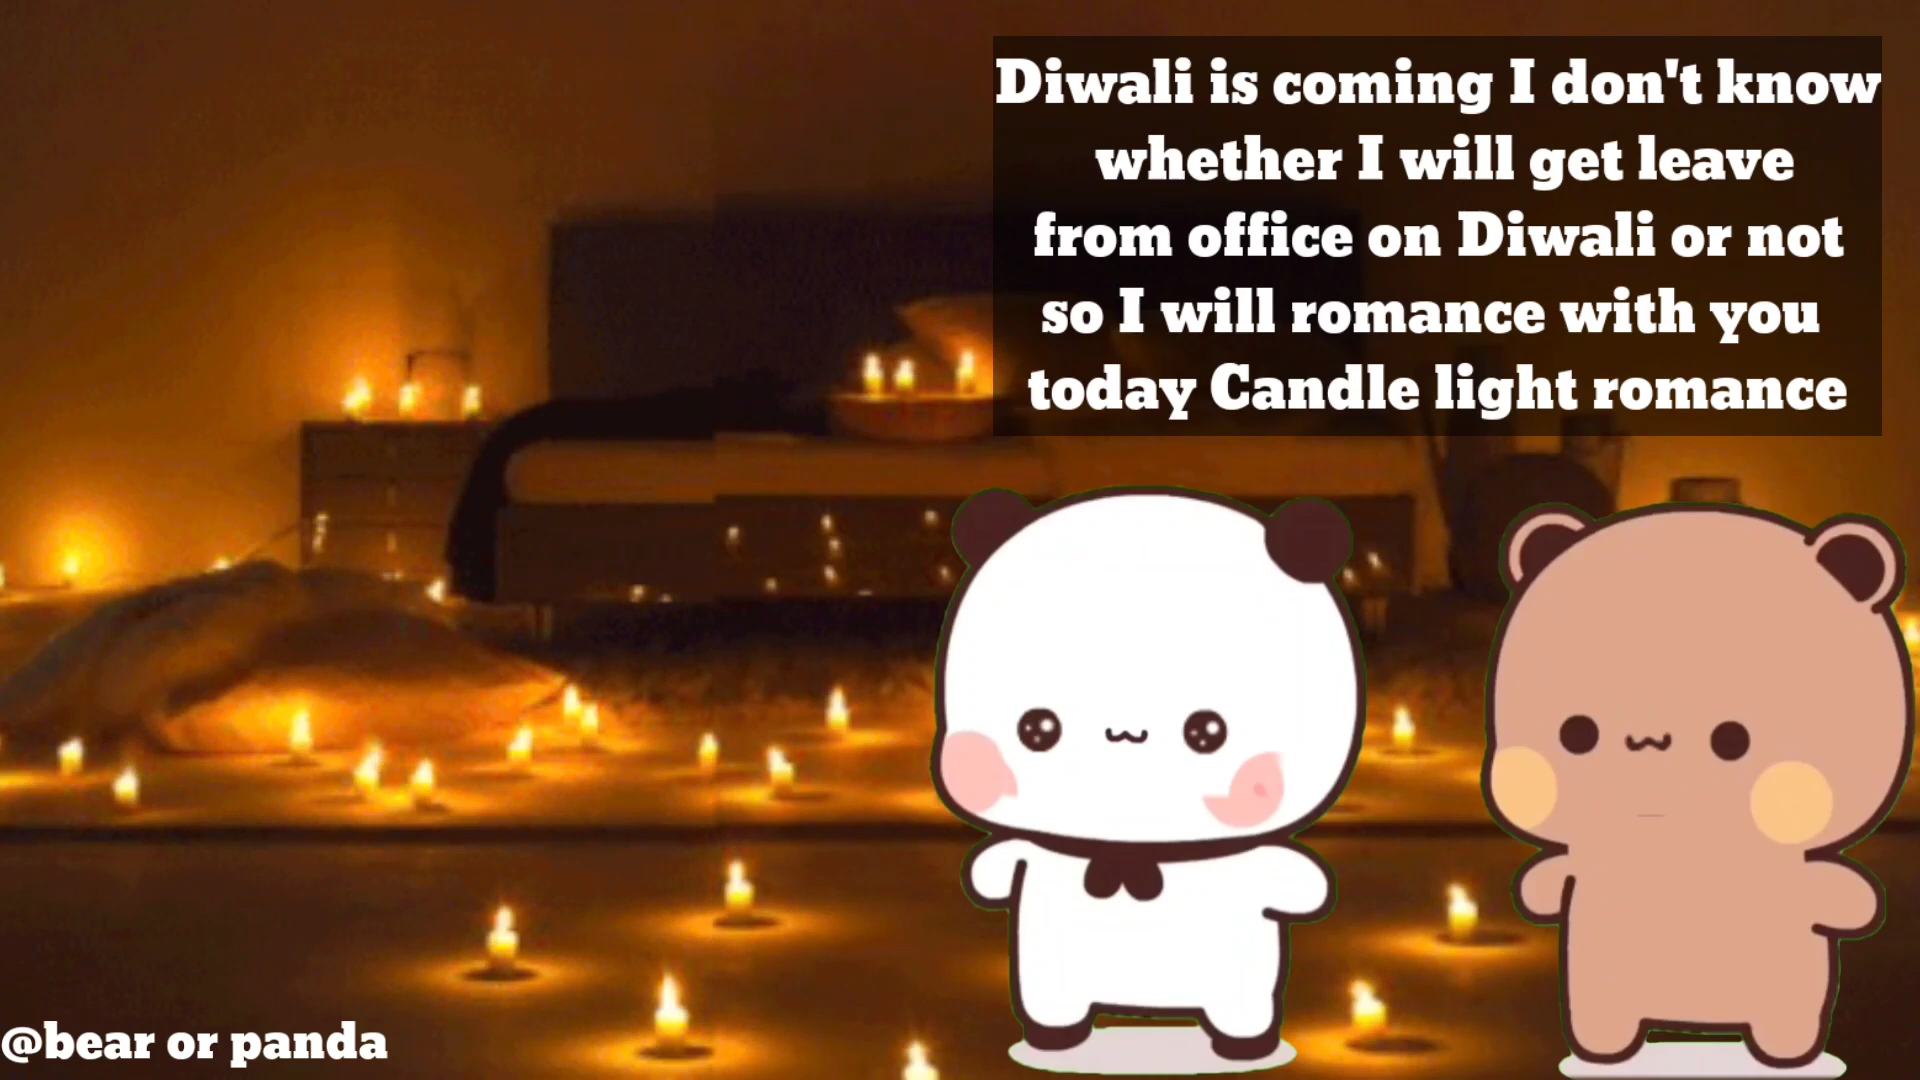 Diwali is coming I don't know
whether I will get leave
from office on Diwali or not
so I will romance with you
today Candle light romance
@bear or panda